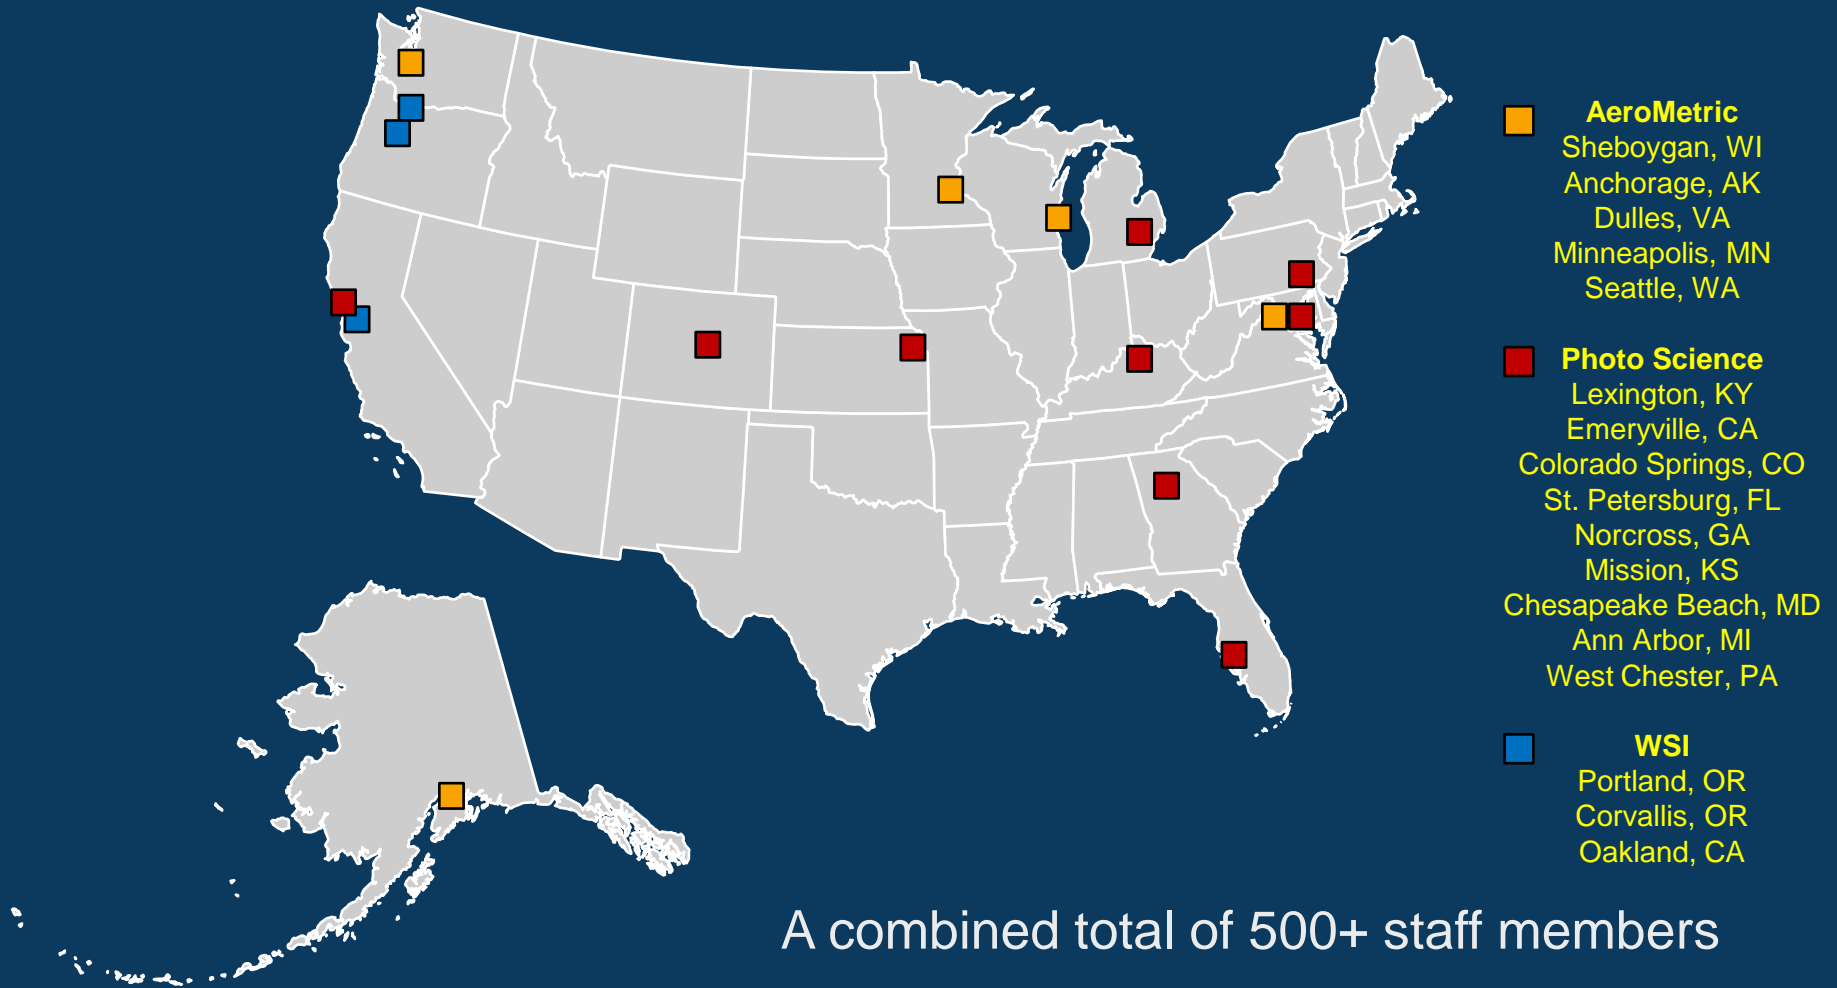 AeroMetric
Sheboygan, WI
Anchorage, AK
Dulles, VA
Minneapolis, MN
Seattle, WA
Photo Science
Lexington, KY
Emeryville, CA
Colorado Springs, CO
St. Petersburg, FL
Norcross, GA
Mission, KS
Chesapeake Beach, MD
Ann Arbor, MI
West Chester, PA
WSI
Portland, OR
Corvallis, OR
Oakland, CA
A combined total of 500+ staff members